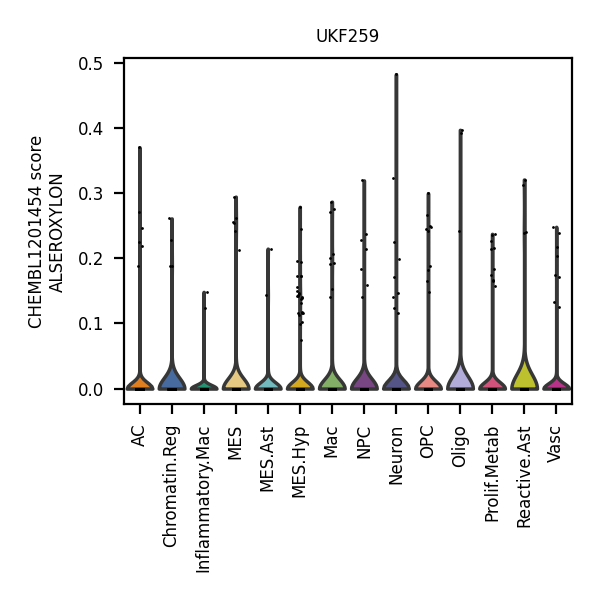 UKF259
CHEMBL1201454 score
ALSEROXYLON
0.5
0.4
0.3
0.2
0.1
0.0
AC
Chromatin.Reg
Inflammatory.Mac
MES
MES.Ast
MES.Hyp
Mac
NPC
Neuron
OPC
Oligo
Prolif.Metab
Reactive.Ast
Vasc